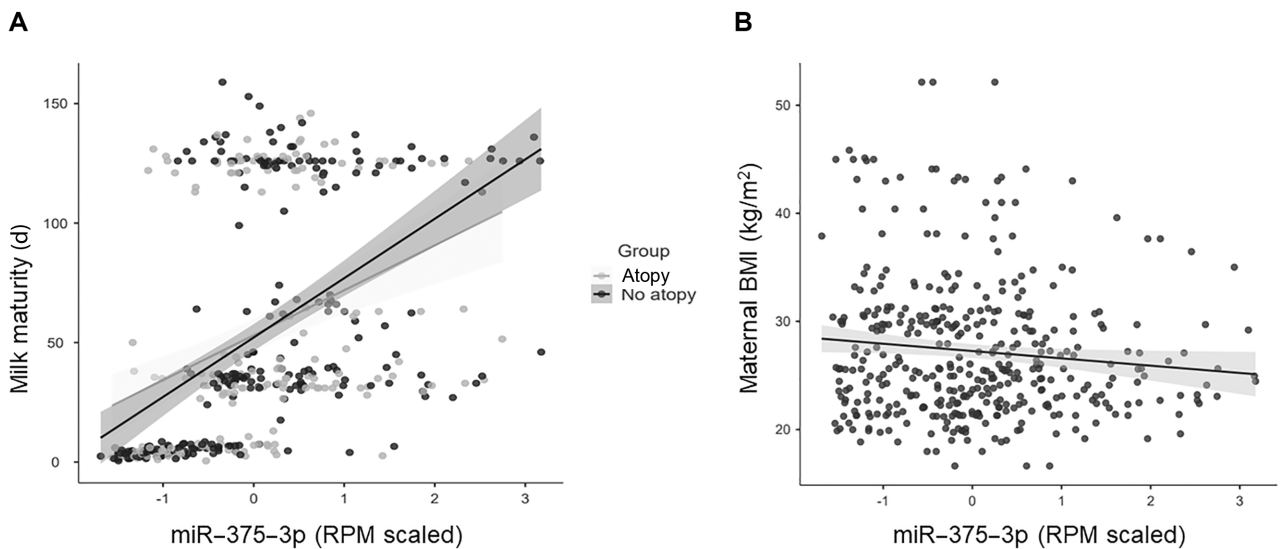 A
B
Milk maturity (d)
150
100
50
0
-1
0
1
2
3
miR−375−3p (RPM scaled)
Group
Atopy
No atopy
Maternal BMI (kg/m²)
50
40
30
20
-1
0
1
2
3
miR−375−3p (RPM scaled)